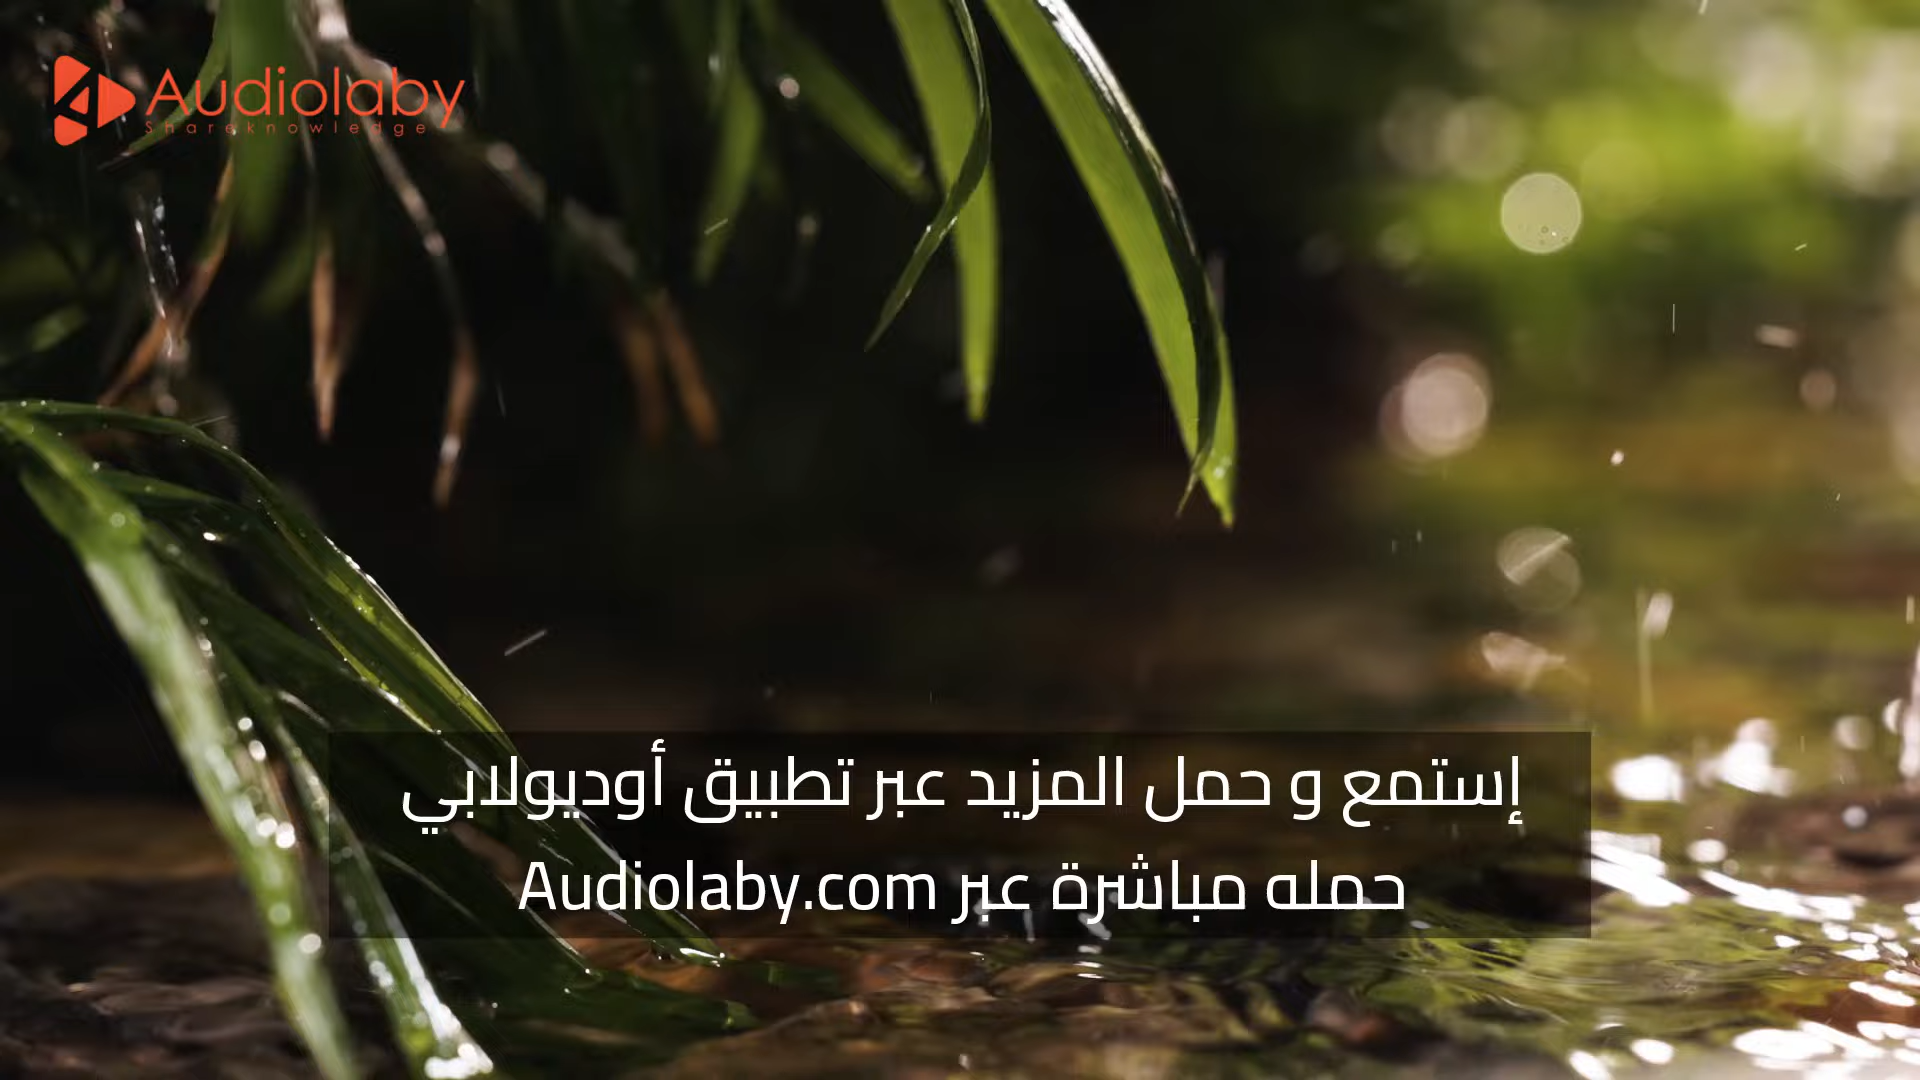 Audiolaby
Shareknowledge
إستمع و حمل المزيد عبر تطبيق أوديولابي
حمله مباشرة عبر Audiolaby.com